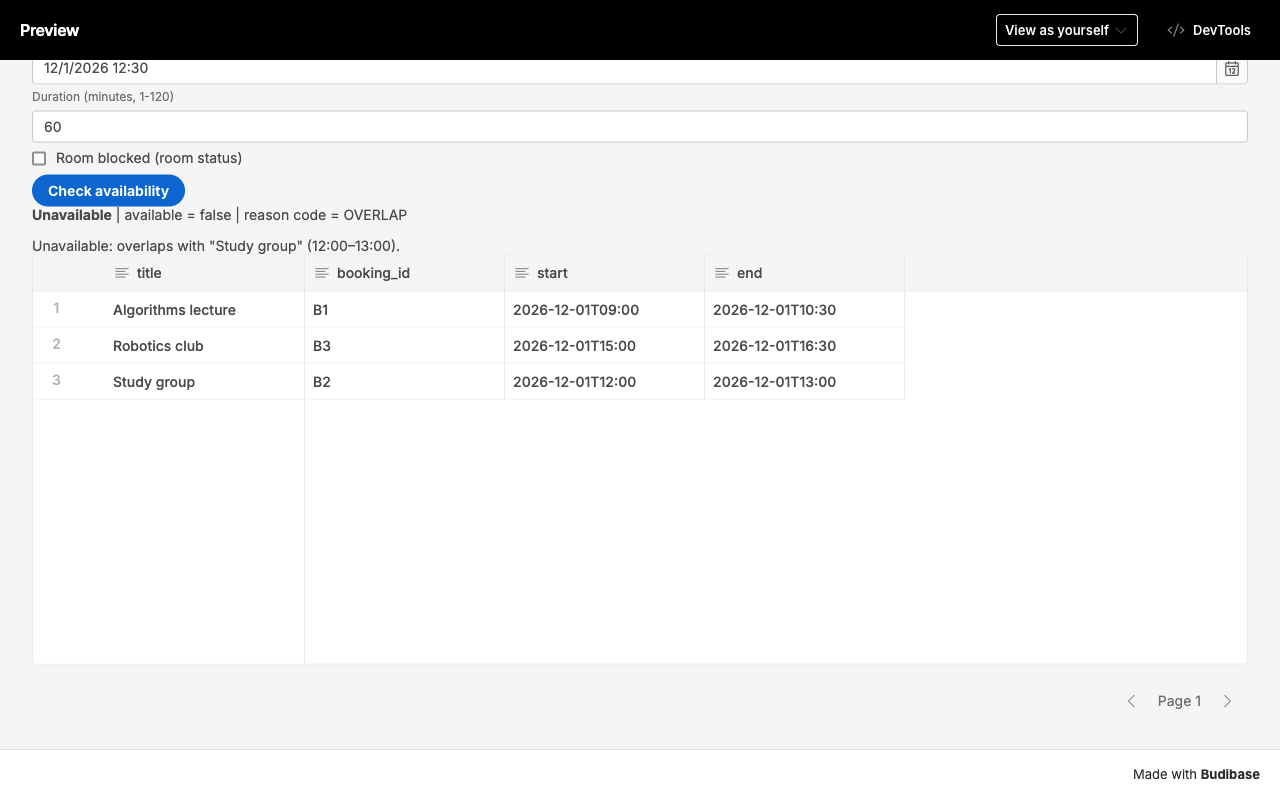 Preview
View as yourself
</> DevTools
12/1/2026 12:30
12
Duration (minutes, 1-120)
60
Room blocked (room status)
Check availability
Unavailable | available = false | reason code = OVERLAP
Unavailable: overlaps with "Study group" (12:00–13:00).
title booking_id start end
1 Algorithms lecture B1 2026-12-01T09:00 2026-12-01T10:30
2 Robotics club B3 2026-12-01T15:00 2026-12-01T16:30
3 Study group B2 2026-12-01T12:00 2026-12-01T13:00
Page 1
Made with Budibase